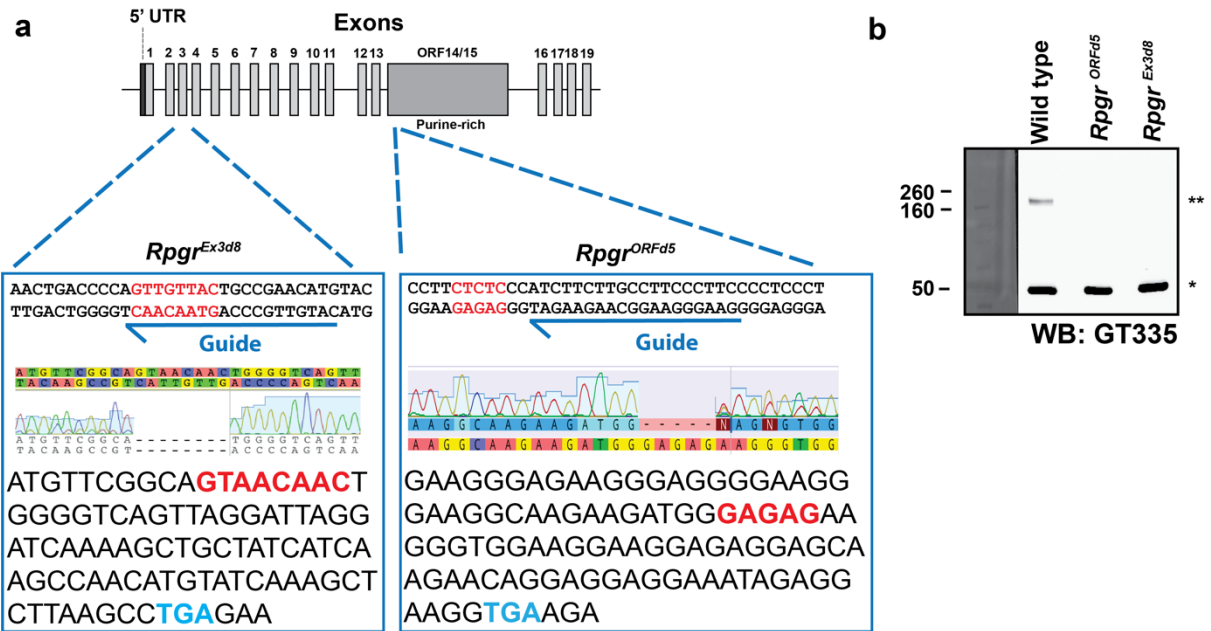 a
5' UTR
Exons
1 2 3 4 5 6 7 8 9 10 11 12 13 ORF14/15 16 17 18 19
Purine-rich
Rpgr^Ex3d8
AACTGACCCCAGTTGTTACTGCCGAACATGTAC
TTGACTGGGGTCAACAATGACCCGTTGTACATG
Guide
ATGTTCGGCAGTAACAACTGGGGTCAGTT
TACAAGCCGTCATTGTTGACCCCAGTCAA
ATGTTCGGCA--------TGGGGTCAGTT
TACAAGCCGT--------ACCCCAGTCAA
ATGTTCGGCAGTAACAACT
GGGGTCAGTTAGGATTAGG
ATCAAAAGCTGCTATCATCA
AGCCAACATGTATCAAAGCT
CTTAAGCCTGAGAA
Rpgr^ORFd5
CCTTCTCTCCCATCTTCTTGCCTTCCCTTCCCCTCCCT
GGAAGAGAGGGTAGAAGAACGGAAGGGAAGGGGAGGGA
Guide
AAGGCAAGAAGATGG-----NAGNGTGG
AAGGCAAGAAGATGGGAGAGAAGGGTGG
GAAGGGAGAAGGGAGGGGAAGG
GAAGGCAAGAAGATGGGAGAGAA
GGGTGGAAGGAAGGAGAGGAGCA
AGAACAGGAGGAGGAAATAGAGG
AAGGTGAAGA
b
Wild type
Rpgr^ORFd5
Rpgr^Ex3d8
260 –
160 –
**
50 –
*
WB: GT335